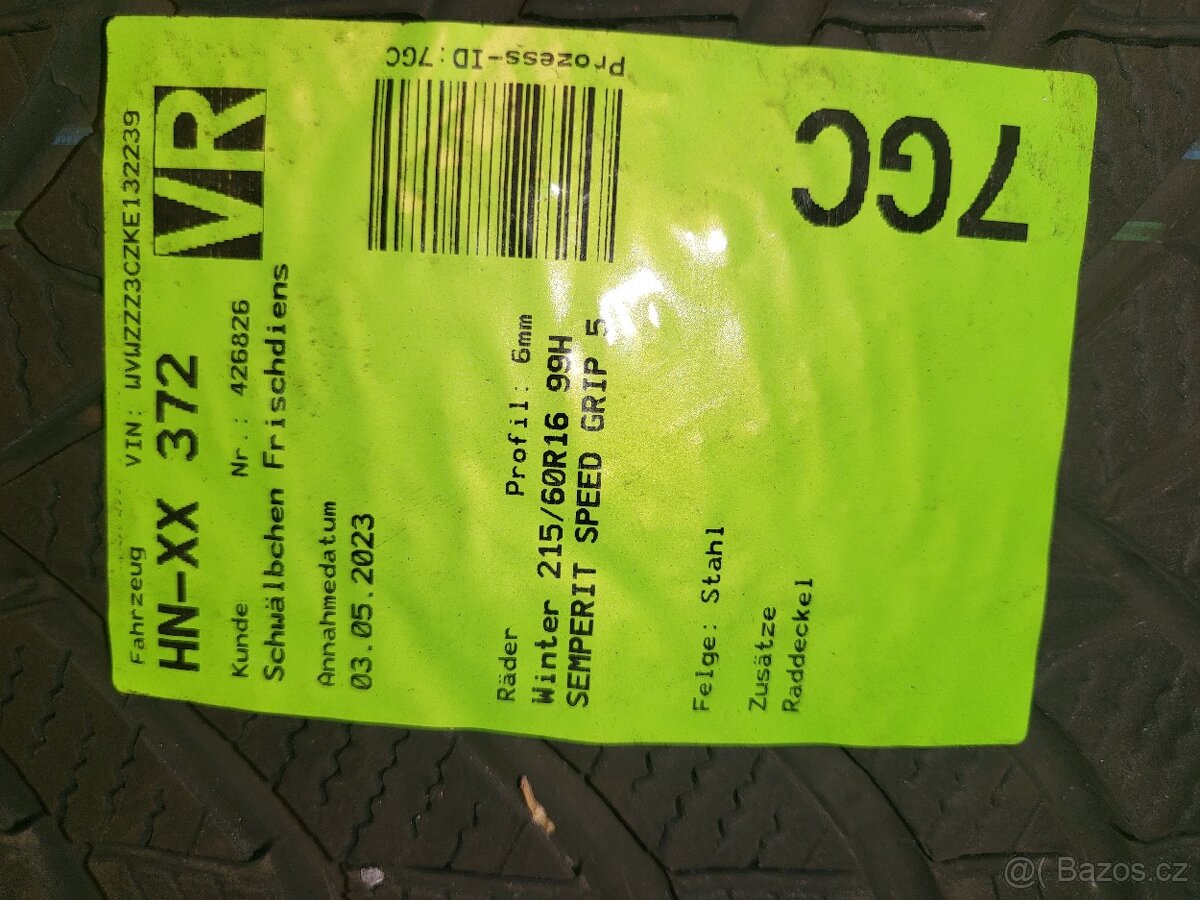 Fahrzeug VIN: WVWZZZ3CZKE132239
HN-XX 372 VR
Kunde Nr.: 426826
Schwälbchen Frischdiens
Annahmedatum
03.05.2023
Prozess-ID:7GC
Räder Profil: 6mm
Winter 215/60R16 99H
SEMPERIT SPEED GRIP 5
Felge: Stahl
Zusätze
Raddeckel
7GC
@( Bazos.cz